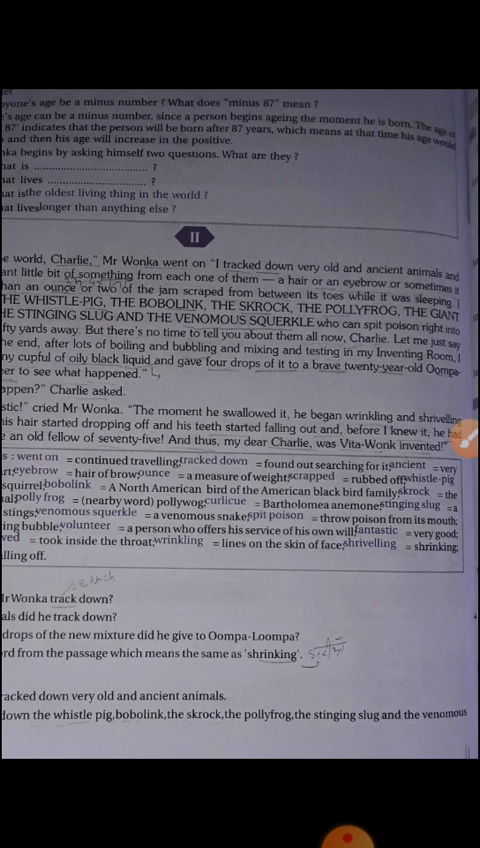 yone's age be a minus number ? What does "minus 87" mean ?
's age can be a minus number, since a person begins ageing the moment he is born. The age of
87' indicates that the person will be born after 87 years, which means at that time his age would
and then his age will increase in the positive.
ka begins by asking himself two questions. What are they ?
at is .................................... ?
at lives ................................ ?
at is the oldest living thing in the world ?
at lives longer than anything else ?
II
e world, Charlie," Mr Wonka went on "I tracked down very old and ancient animals and
ant little bit of something from each one of them — a hair or an eyebrow or sometimes it
han an ounce or two of the jam scraped from between its toes while it was sleeping. I
HE WHISTLE-PIG, THE BOBOLINK, THE SKROCK, THE POLLYFROG, THE GIANT
HE STINGING SLUG AND THE VENOMOUS SQUERKLE who can spit poison right into
fty yards away. But there's no time to tell you about them all now, Charlie. Let me just say
he end, after lots of boiling and bubbling and mixing and testing in my Inventing Room, I
ny cupful of oily black liquid and gave four drops of it to a brave twenty-year-old Oompa-
eer to see what happened."
appen?" Charlie asked.
stic!" cried Mr Wonka. "The moment he swallowed it, he began wrinkling and shrivelling
his hair started dropping off and his teeth started falling out and, before I knew it, he had
e an old fellow of seventy-five! And thus, my dear Charlie, was Vita-Wonk invented!"
s : went on = continued travelling;tracked down = found out searching for it;ancient = very
rt;eyebrow = hair of brow;ounce = a measure of weight;scrapped = rubbed off;whistle-pig
squirrel;bobolink = A North American bird of the American black bird family;skrock = the
al;polly frog = (nearby word) pollywog;curlicue = Bartholomea anemone;stinging slug = a
stings;venomous squerkle = a venomous snake;spit poison = throw poison from its mouth;
ing bubble;volunteer = a person who offers his service of his own will;fantastic = very good;
ved = took inside the throat;wrinkling = lines on the skin of face;shrivelling = shrinking;
lling off.
search
Mr Wonka track down?
als did he track down?
drops of the new mixture did he give to Oompa-Loompa?
rd from the passage which means the same as 'shrinking'.
racked down very old and ancient animals.
down the whistle pig,bobolink,the skrock,the pollyfrog,the stinging slug and the venomous